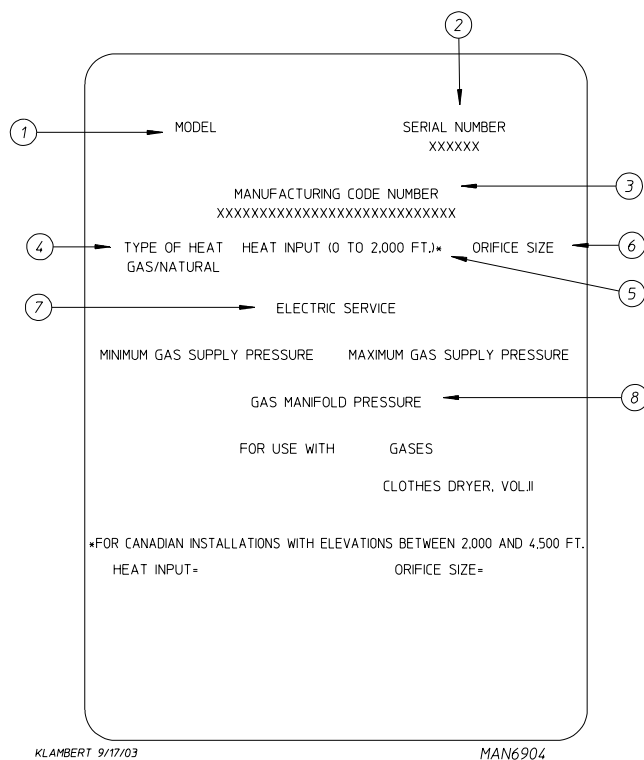 2
1 MODEL SERIAL NUMBER
XXXXXX
3
MANUFACTURING CODE NUMBER
XXXXXXXXXXXXXXXXXXXXXXXXXXXX
4 TYPE OF HEAT HEAT INPUT (0 TO 2,000 FT.)* ORIFICE SIZE 6
GAS/NATURAL
5
7 ELECTRIC SERVICE
MINIMUM GAS SUPPLY PRESSURE MAXIMUM GAS SUPPLY PRESSURE
GAS MANIFOLD PRESSURE 8
FOR USE WITH GASES
CLOTHES DRYER, VOL.II
*FOR CANADIAN INSTALLATIONS WITH ELEVATIONS BETWEEN 2,000 AND 4,500 FT.
HEAT INPUT= ORIFICE SIZE=
KLAMBERT 9/17/03 MAN6904